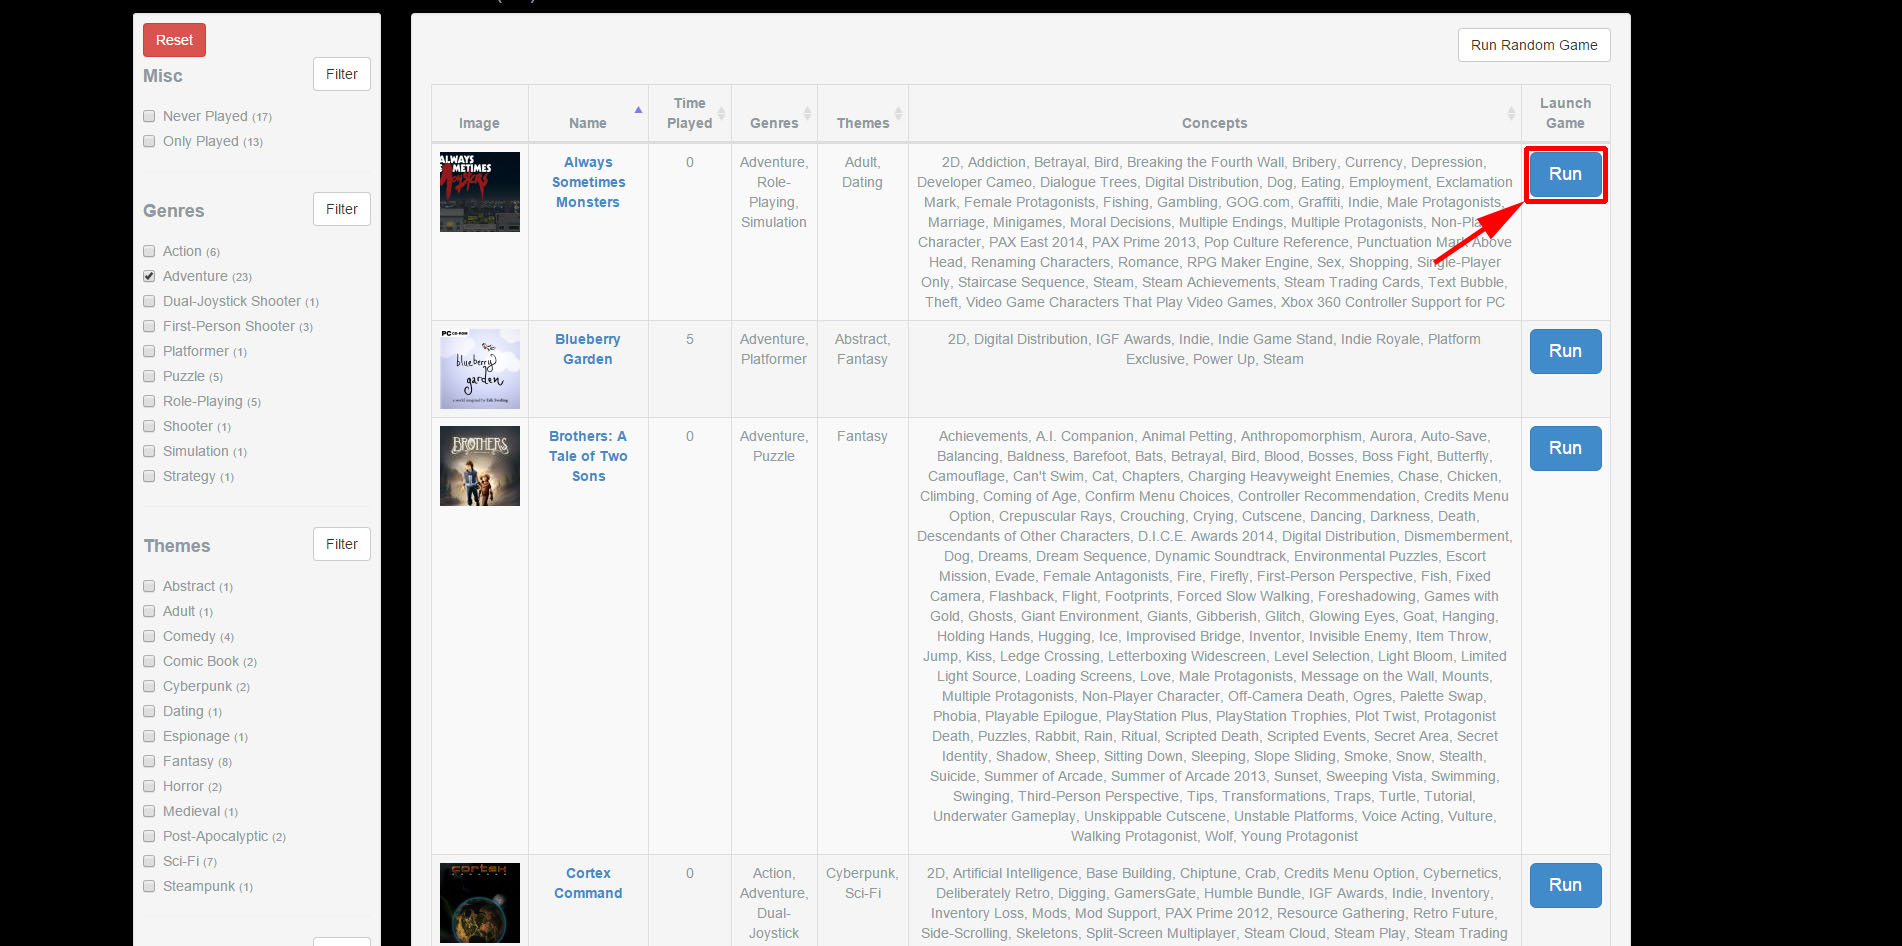 Reset
Misc
Filter
Never Played (17)
Only Played (13)
Genres
Filter
Action (6)
Adventure (23)
Dual-Joystick Shooter (1)
First-Person Shooter (3)
Platformer (1)
Puzzle (5)
Role-Playing (5)
Shooter (1)
Simulation (1)
Strategy (1)
Themes
Filter
Abstract (1)
Adult (1)
Comedy (4)
Comic Book (2)
Cyberpunk (2)
Dating (1)
Espionage (1)
Fantasy (8)
Horror (2)
Medieval (1)
Post-Apocalyptic (2)
Sci-Fi (7)
Steampunk (1)
Run Random Game
Image
Name
Time
Played
Genres
Themes
Concepts
Launch
Game
ALWAYS
SOMETIMES
MONSTERS
Always
Sometimes
Monsters
0
Adventure,
Role-
Playing,
Simulation
Adult,
Dating
2D, Addiction, Betrayal, Bird, Breaking the Fourth Wall, Bribery, Currency, Depression,
Developer Cameo, Dialogue Trees, Digital Distribution, Dog, Eating, Employment, Exclamation
Mark, Female Protagonists, Fishing, Gambling, GOG.com, Graffiti, Indie, Male Protagonists,
Marriage, Minigames, Moral Decisions, Multiple Endings, Multiple Protagonists, Non-Play
Character, PAX East 2014, PAX Prime 2013, Pop Culture Reference, Punctuation Mark Above
Head, Renaming Characters, Romance, RPG Maker Engine, Sex, Shopping, Single-Player
Only, Staircase Sequence, Steam, Steam Achievements, Steam Trading Cards, Text Bubble,
Theft, Video Game Characters That Play Video Games, Xbox 360 Controller Support for PC
Run
PC CD-ROM
blueberry
garden
a world imagined by Erik Svedäng
Blueberry
Garden
5
Adventure,
Platformer
Abstract,
Fantasy
2D, Digital Distribution, IGF Awards, Indie, Indie Game Stand, Indie Royale, Platform
Exclusive, Power Up, Steam
Run
BROTHERS
Brothers: A
Tale of Two
Sons
0
Adventure,
Puzzle
Fantasy
Achievements, A.I. Companion, Animal Petting, Anthropomorphism, Aurora, Auto-Save,
Balancing, Baldness, Barefoot, Bats, Betrayal, Bird, Blood, Bosses, Boss Fight, Butterfly,
Camouflage, Can't Swim, Cat, Chapters, Charging Heavyweight Enemies, Chase, Chicken,
Climbing, Coming of Age, Confirm Menu Choices, Controller Recommendation, Credits Menu
Option, Crepuscular Rays, Crouching, Crying, Cutscene, Dancing, Darkness, Death,
Descendants of Other Characters, D.I.C.E. Awards 2014, Digital Distribution, Dismemberment,
Dog, Dreams, Dream Sequence, Dynamic Soundtrack, Environmental Puzzles, Escort
Mission, Evade, Female Antagonists, Fire, Firefly, First-Person Perspective, Fish, Fixed
Camera, Flashback, Flight, Footprints, Forced Slow Walking, Foreshadowing, Games with
Gold, Ghosts, Giant Environment, Giants, Gibberish, Glitch, Glowing Eyes, Goat, Hanging,
Holding Hands, Hugging, Ice, Improvised Bridge, Inventor, Invisible Enemy, Item Throw,
Jump, Kiss, Ledge Crossing, Letterboxing Widescreen, Level Selection, Light Bloom, Limited
Light Source, Loading Screens, Love, Male Protagonists, Message on the Wall, Mounts,
Multiple Protagonists, Non-Player Character, Off-Camera Death, Ogres, Palette Swap,
Phobia, Playable Epilogue, PlayStation Plus, PlayStation Trophies, Plot Twist, Protagonist
Death, Puzzles, Rabbit, Rain, Ritual, Scripted Death, Scripted Events, Secret Area, Secret
Identity, Shadow, Sheep, Sitting Down, Sleeping, Slope Sliding, Smoke, Snow, Stealth,
Suicide, Summer of Arcade, Summer of Arcade 2013, Sunset, Sweeping Vista, Swimming,
Swinging, Third-Person Perspective, Tips, Transformations, Traps, Turtle, Tutorial,
Underwater Gameplay, Unskippable Cutscene, Unstable Platforms, Voice Acting, Vulture,
Walking Protagonist, Wolf, Young Protagonist
Run
CORTEX
Cortex
Command
0
Action,
Adventure,
Dual-
Joystick
Cyberpunk,
Sci-Fi
2D, Artificial Intelligence, Base Building, Chiptune, Crab, Credits Menu Option, Cybernetics,
Deliberately Retro, Digging, GamersGate, Humble Bundle, IGF Awards, Indie, Inventory,
Inventory Loss, Mods, Mod Support, PAX Prime 2012, Resource Gathering, Retro Future,
Side-Scrolling, Skeletons, Split-Screen Multiplayer, Steam Cloud, Steam Play, Steam Trading
Run